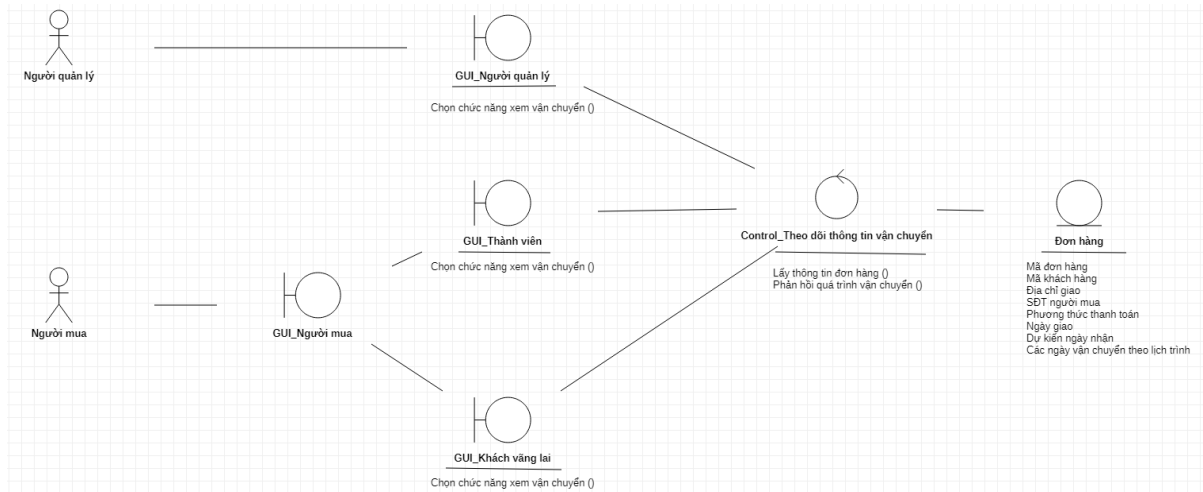 Người quản lý
GUI_Người quản lý
Chọn chức năng xem vận chuyển ()
GUI_Thành viên
Chọn chức năng xem vận chuyển ()
Control_Theo dõi thông tin vận chuyển
Lấy thông tin đơn hàng ()
Phản hồi quá trình vận chuyển ()
Đơn hàng
Mã đơn hàng
Mã khách hàng
Địa chỉ giao
SĐT người mua
Phương thức thanh toán
Ngày giao
Dự kiến ngày nhận
Các ngày vận chuyển theo lịch trình
Người mua
GUI_Người mua
GUI_Khách vãng lai
Chọn chức năng xem vận chuyển ()